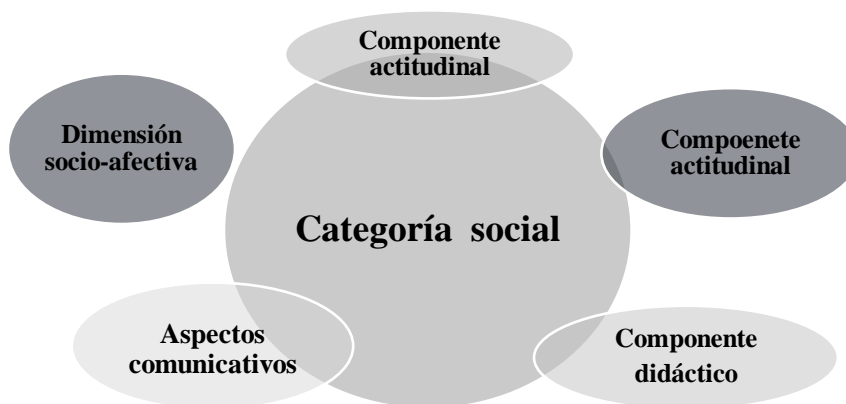 Componente
actitudinal
Dimensión
socio-afectiva
Compoenete
actitudinal
Categoría social
Aspectos
comunicativos
Componente
didáctico